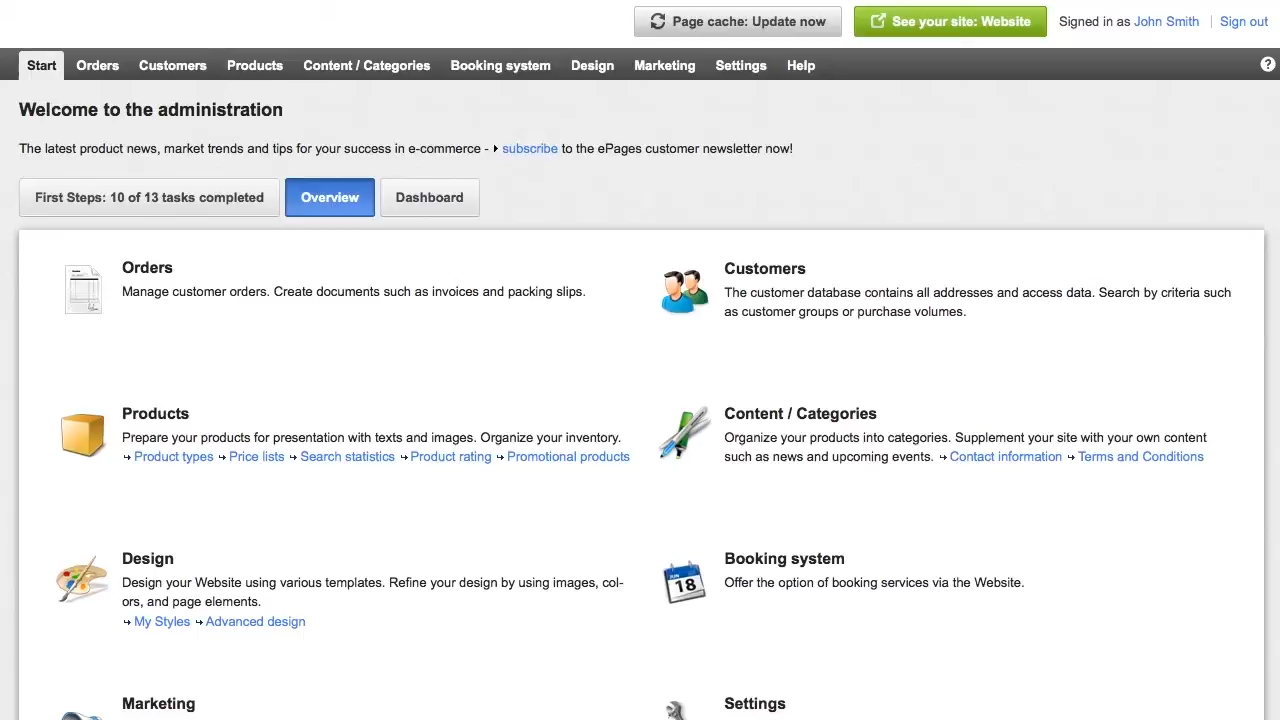 Page cache: Update now
See your site: Website
Signed in as John Smith
Sign out
Start Orders Customers Products Content / Categories Booking system Design Marketing Settings Help ?
Welcome to the administration
The latest product news, market trends and tips for your success in e-commerce - subscribe to the ePages customer newsletter now!
First Steps: 10 of 13 tasks completed
Overview
Dashboard
Orders
Manage customer orders. Create documents such as invoices and packing slips.
Customers
The customer database contains all addresses and access data. Search by criteria such
as customer groups or purchase volumes.
Products
Prepare your products for presentation with texts and images. Organize your inventory.
Product types Price lists Search statistics Product rating Promotional products
Content / Categories
Organize your products into categories. Supplement your site with your own content
such as news and upcoming events. Contact information Terms and Conditions
Design
Design your Website using various templates. Refine your design by using images, col-
ors, and page elements.
My Styles Advanced design
JUN
18
Booking system
Offer the option of booking services via the Website.
Marketing
Settings